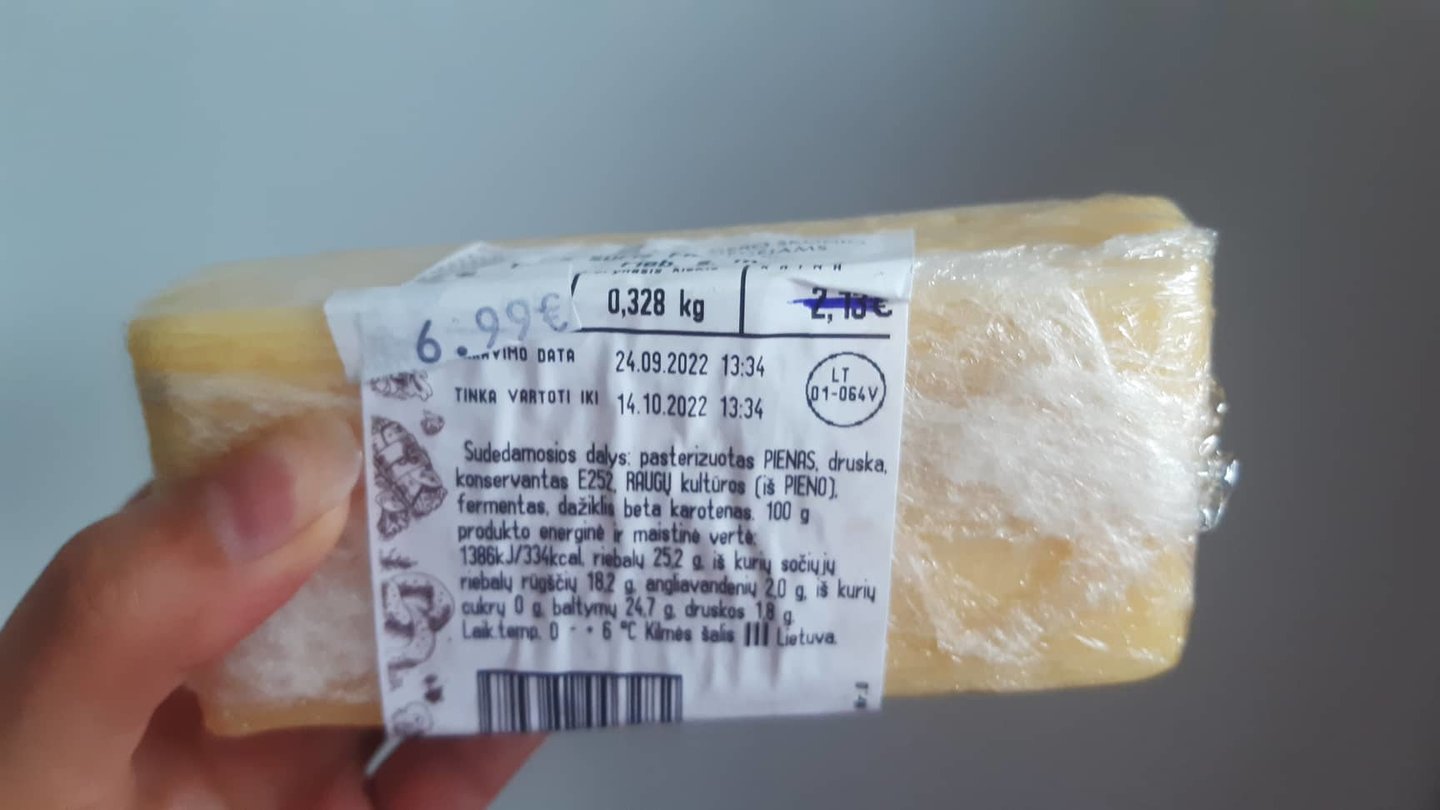 6.99€
0,328 kg
2,13€
DATA 24.09.2022 13:34
TINKA VARTOTI IKI 14.10.2022 13:34
LT
01-064V
Sudedamosios dalys: pasterizuotas PIENAS, druska,
konservantas E252, RAUGŲ kultūros (iš PIENO),
fermentas, dažiklis beta karotenas. 100 g
produkto energinė ir maistinė vertė:
1386kJ/334kcal, riebalų 25,2 g, iš kurių sočiųjų
riebalų rūgščių 18,2 g, angliavandenių 2,0 g, iš kurių
cukrų 0 g, baltymų 24,7 g, druskos 1,8 g.
Laik.temp. 0 - + 6 °C Kilmės šalis III Lietuva.